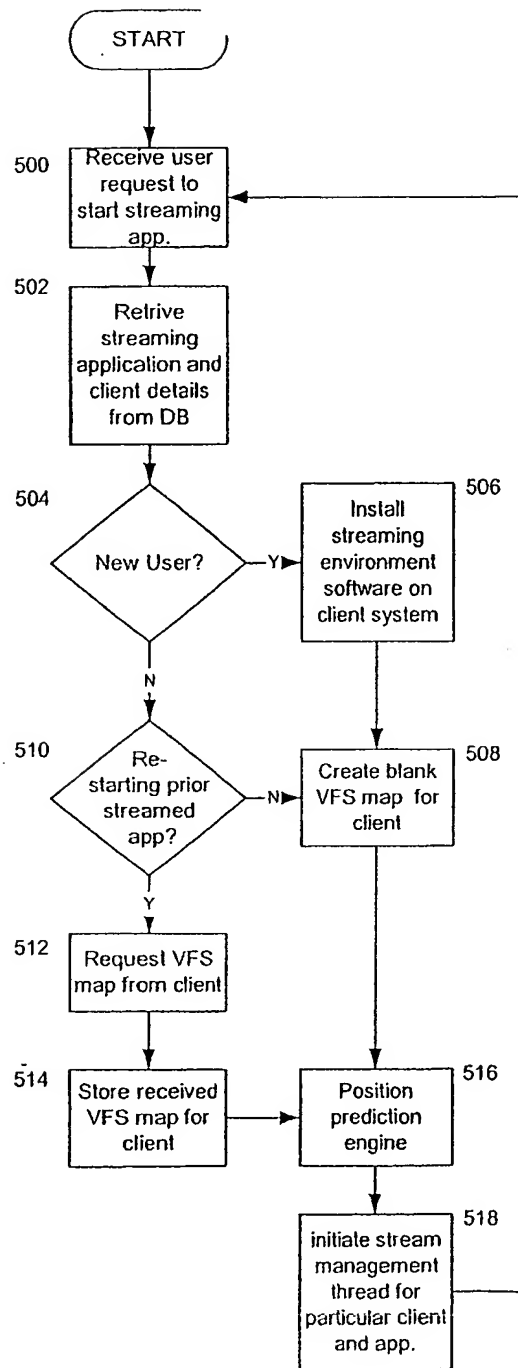 START
500
Receive user
request to
start streaming
app.
502
Retrive
streaming
application and
client details
from DB
504
New User?
Y
506
Install
streaming
environment
software on
client system
N
510
Re-
starting prior
streamed
app?
N
508
Create blank
VFS map for
client
Y
512
Request VFS
map from client
514
Store received
VFS map for
client
516
Position
prediction
engine
518
initiate stream
management
thread for
particular client
and app.